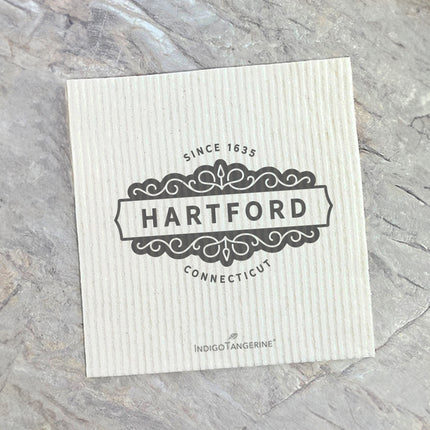 SINCE 1635
HARTFORD
CONNECTICUT
INDIGOTANGERINE®